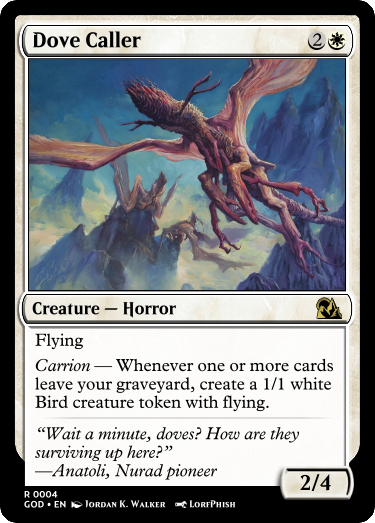 Dove Caller 2
Creature — Horror
Flying
Carrion — Whenever one or more cards
leave your graveyard, create a 1/1 white
Bird creature token with flying.
“Wait a minute, doves? How are they
surviving up here?”
—Anatoli, Nurad pioneer
2/4
R 0004
GOD • EN Jordan K. Walker LorfPhish